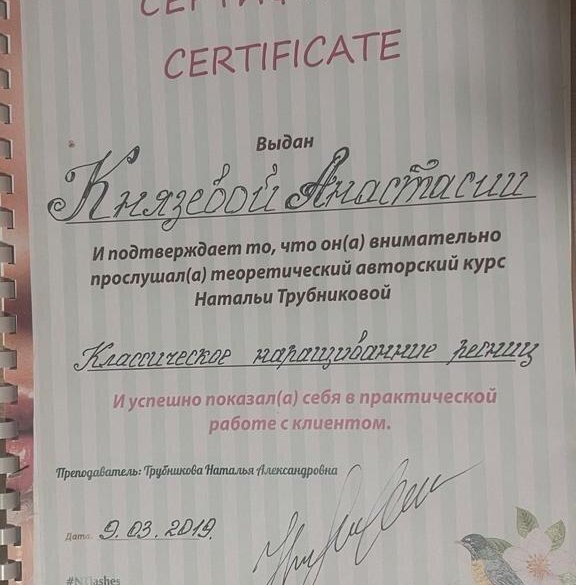 CERTIFICATE
Выдан
Князевой Анастасии
И подтверждает то, что он(а) внимательно
прослушал(а) теоретический авторский курс
Натальи Трубниковой
Классическое наращиванние ресниц
И успешно показал(а) себя в практической
работе с клиентом.
Преподаватель: Трубникова Наталья Александровна
Дата: 9.03.2019